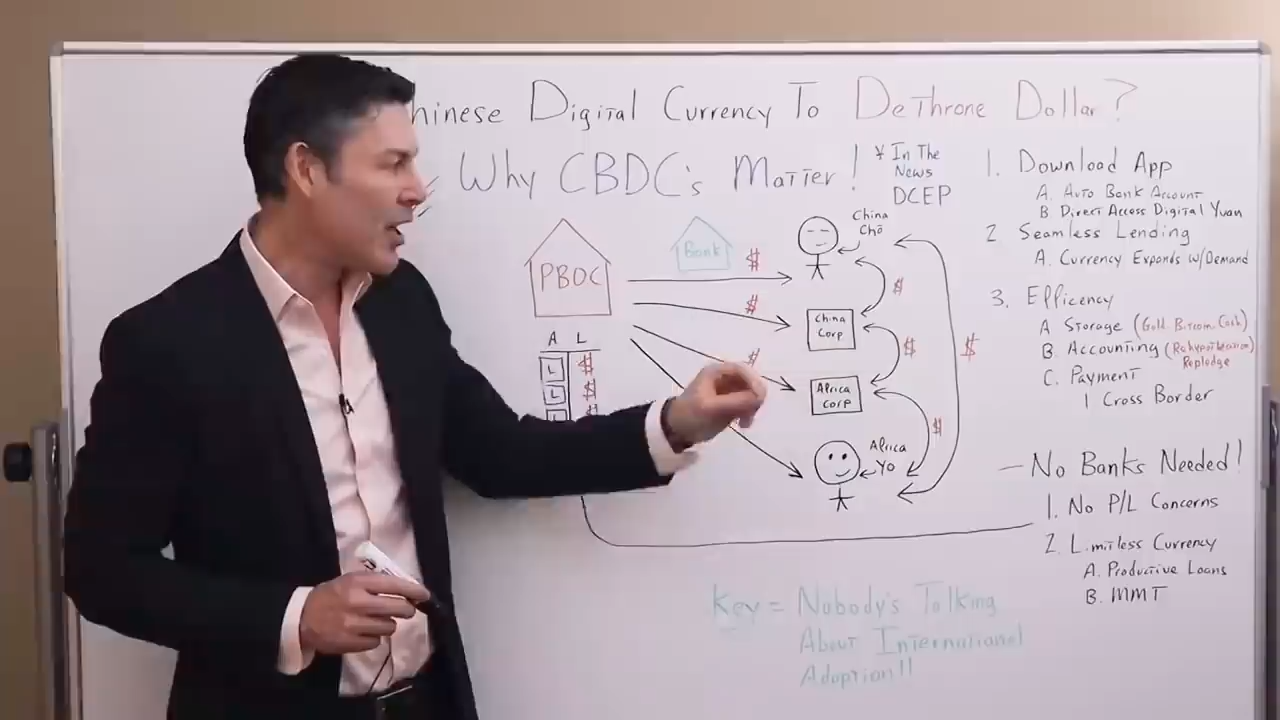 hinese Digital Currency To DeThrone Dollar?
Why CBDC's Matter!
¥ In The
News
DCEP
PBOC
Bank
$
$
$
A L
L $
L $
L $
China
Cho
China
Corp
Africa
Corp
Africa
Yo
$
$
$
$
1. Download App
A. Auto Bank Account
B. Direct Access Digital Yuan
2 Seamless Lending
A. Currency Expands w/Demand
3. Efficency
A Storage (Gold. Bitcoin. Cash)
B. Accounting (Rehypothecation)
Repledge
C. Payment
1 Cross Border
— No Banks Needed!
1. No P/L Concerns
2. Limitless Currency
A. Productive Loans
B. MMT
Key = Nobody's Talking
About International
Adoption!!